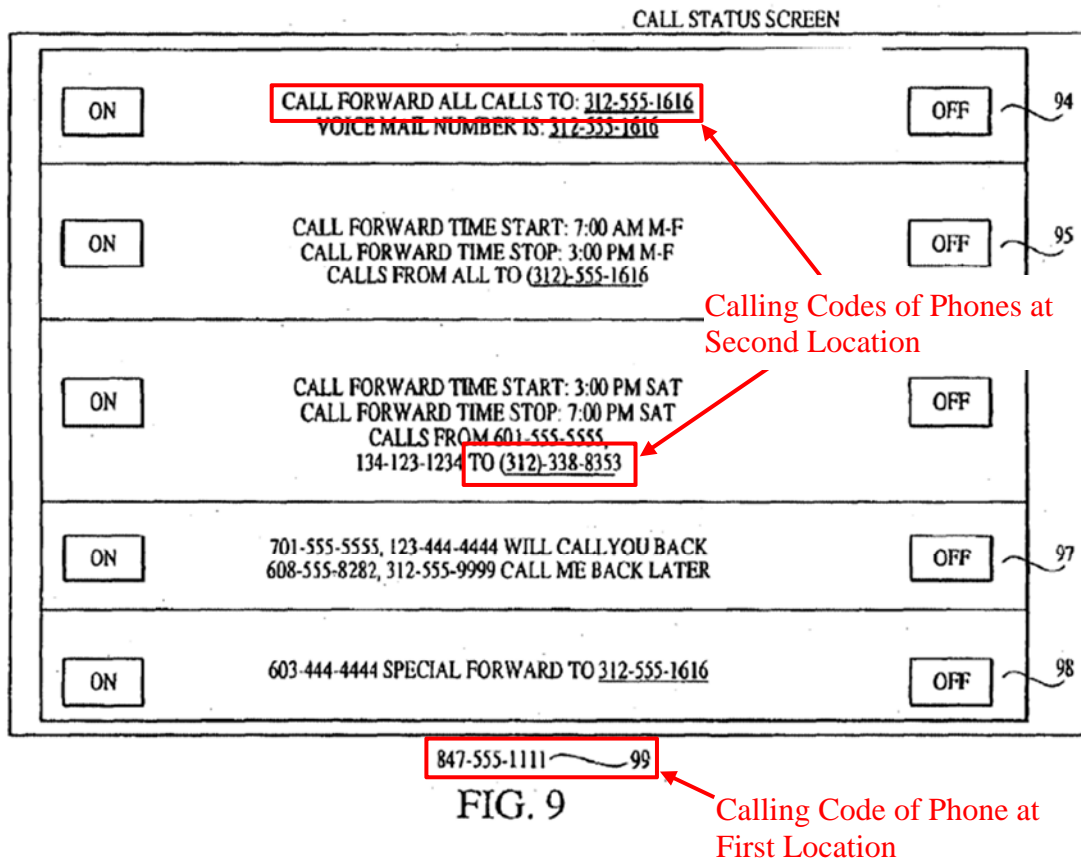 CALL STATUS SCREEN
ON
CALL FORWARD ALL CALLS TO: 312-555-1616
VOICE MAIL NUMBER IS: 312-555-1616
OFF
94
ON
CALL FORWARD TIME START: 7:00 AM M-F
CALL FORWARD TIME STOP: 3:00 PM M-F
CALLS FROM ALL TO (312)-555-1616
OFF
95
Calling Codes of Phones at
Second Location
ON
CALL FORWARD TIME START: 3:00 PM SAT
CALL FORWARD TIME STOP: 7:00 PM SAT
CALLS FROM 601-555-5555,
134-123-1234 TO (312)-338-8353
OFF
ON
701-555-5555, 123-444-4444 WILL CALL YOU BACK
608-555-8282, 312-555-9999 CALL ME BACK LATER
OFF
97
ON
603-444-4444 SPECIAL FORWARD TO 312-555-1616
OFF
98
847-555-1111 99
FIG. 9
Calling Code of Phone at
First Location